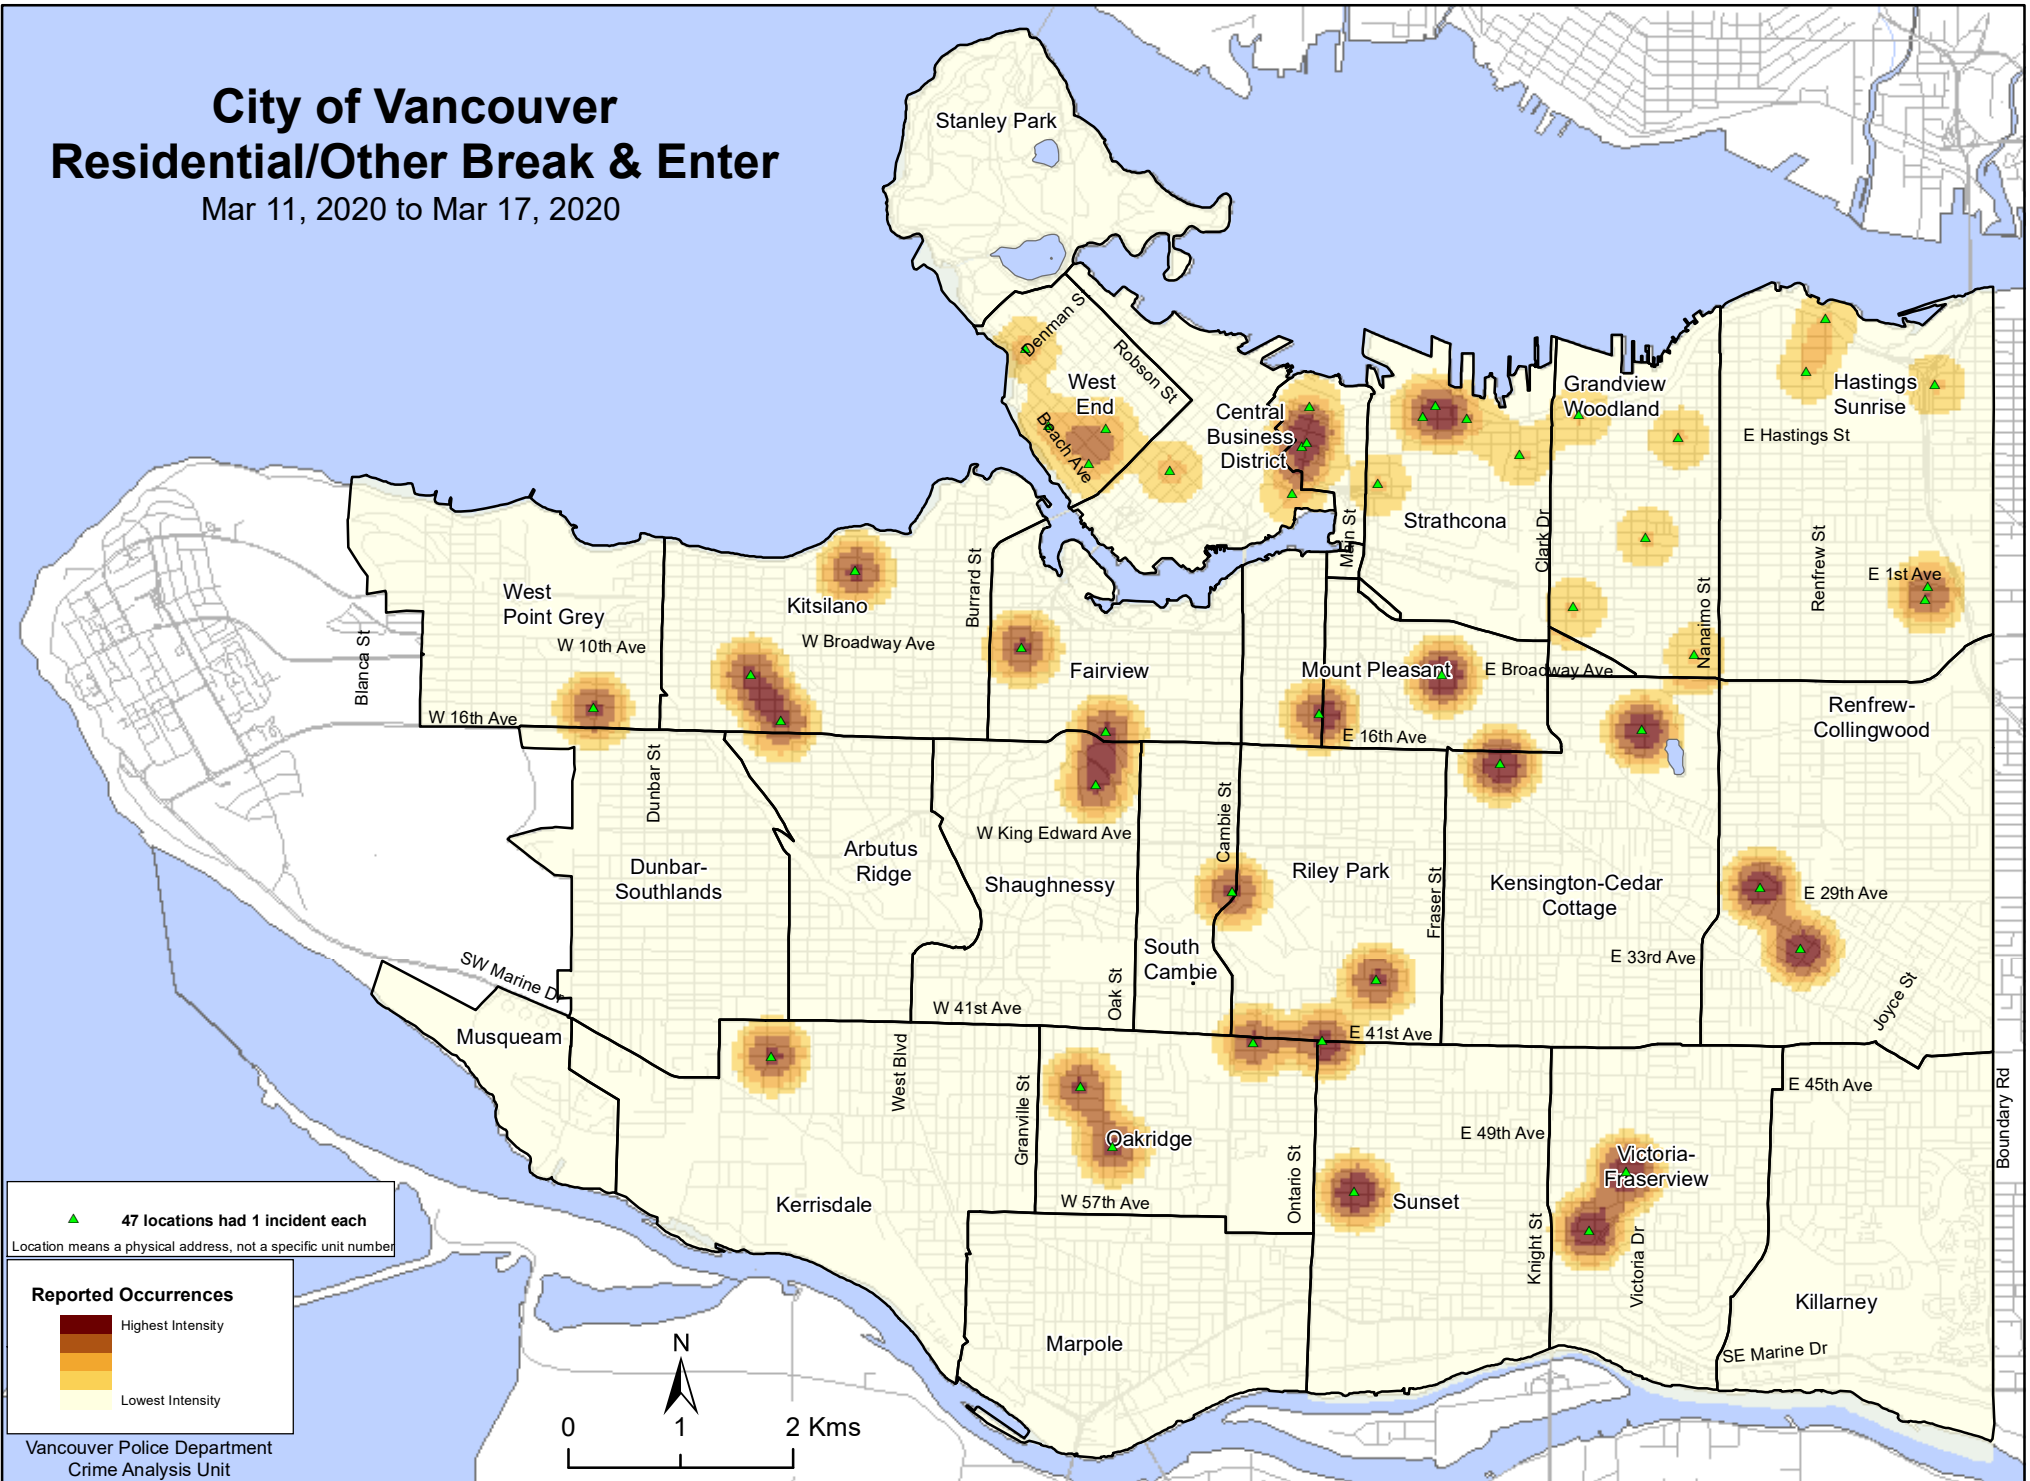 City of Vancouver
Residential/Other Break & Enter
Mar 11, 2020 to Mar 17, 2020
Stanley Park
Denman S
Robson St
West
End
Beach Ave
Central
Business
District
Grandview
Woodland
Hastings
Sunrise
E Hastings St
Strathcona
Main St
Clark Dr
Nanaimo St
Renfrew St
E 1st Ave
West
Point Grey
Blanca St
W 10th Ave
W 16th Ave
Kitsilano
W Broadway Ave
Burrard St
Fairview
Mount Pleasant
E Broadway Ave
E 16th Ave
Renfrew-
Collingwood
Dunbar St
Dunbar-
Southlands
Arbutus
Ridge
W King Edward Ave
Shaughnessy
Cambie St
Riley Park
Fraser St
Kensington-Cedar
Cottage
E 29th Ave
E 33rd Ave
South
Cambie
Oak St
W 41st Ave
E 41st Ave
Joyce St
SW Marine Dr
Musqueam
West Blvd
Granville St
Oakridge
W 57th Ave
Ontario St
E 49th Ave
E 45th Ave
Boundary Rd
Victoria-
Fraserview
Sunset
Knight St
Victoria Dr
Kerrisdale
Killarney
Marpole
SE Marine Dr
47 locations had 1 incident each
Location means a physical address, not a specific unit number
Reported Occurrences
Highest Intensity
Lowest Intensity
Vancouver Police Department
Crime Analysis Unit
N
0 1 2 Kms